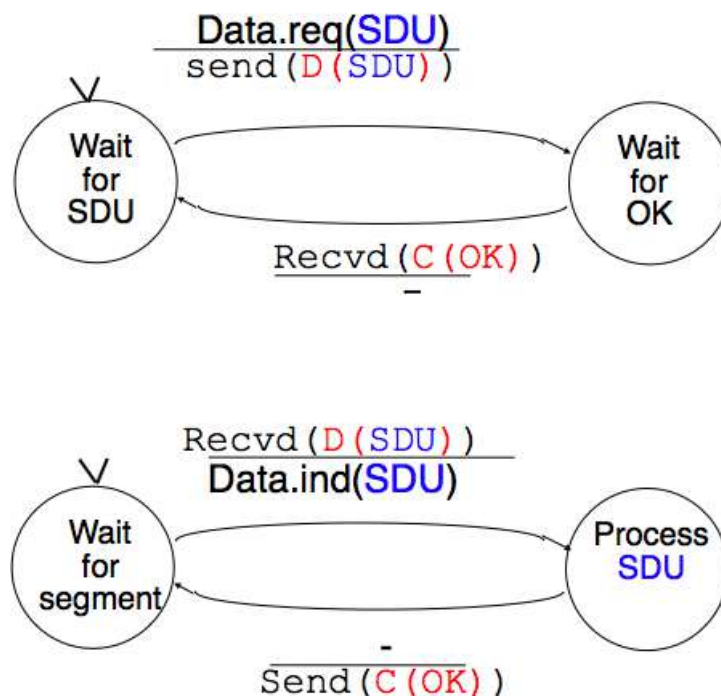 Data.req(SDU)
send(D(SDU))
Wait
for
SDU
Wait
for
OK
Recvd(C(OK))
-
Recvd(D(SDU))
Data.ind(SDU)
Wait
for
segment
Process
SDU
-
Send(C(OK))